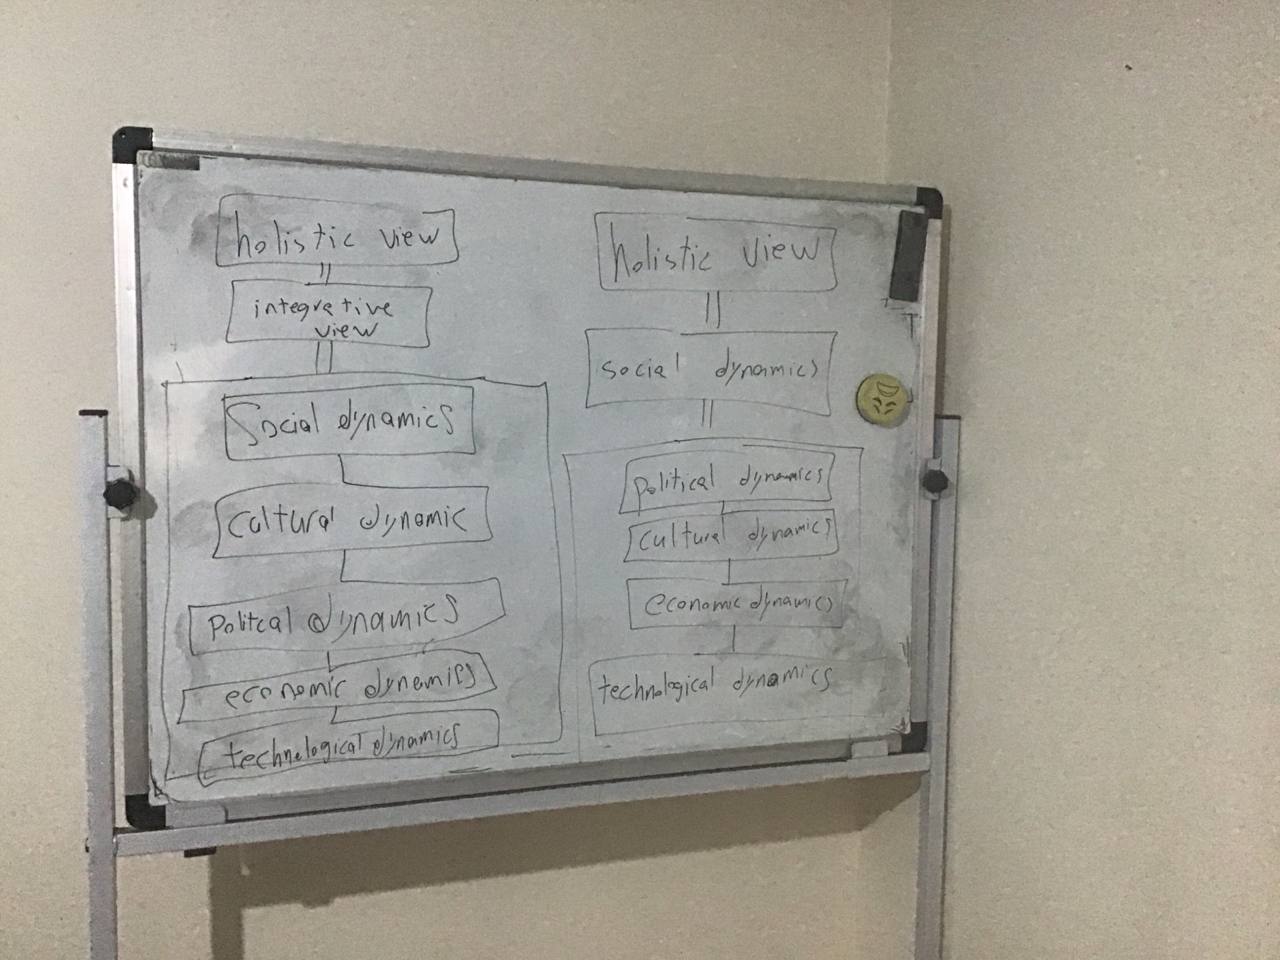 holistic view
integrative
view
Social dynamics
Cultural dynamic
Politcal dynamics
economic dynamics
technological dynamics
holistic view
social dynamics
political dynamics
cultural dynamics
economic dynamics
technological dynamics